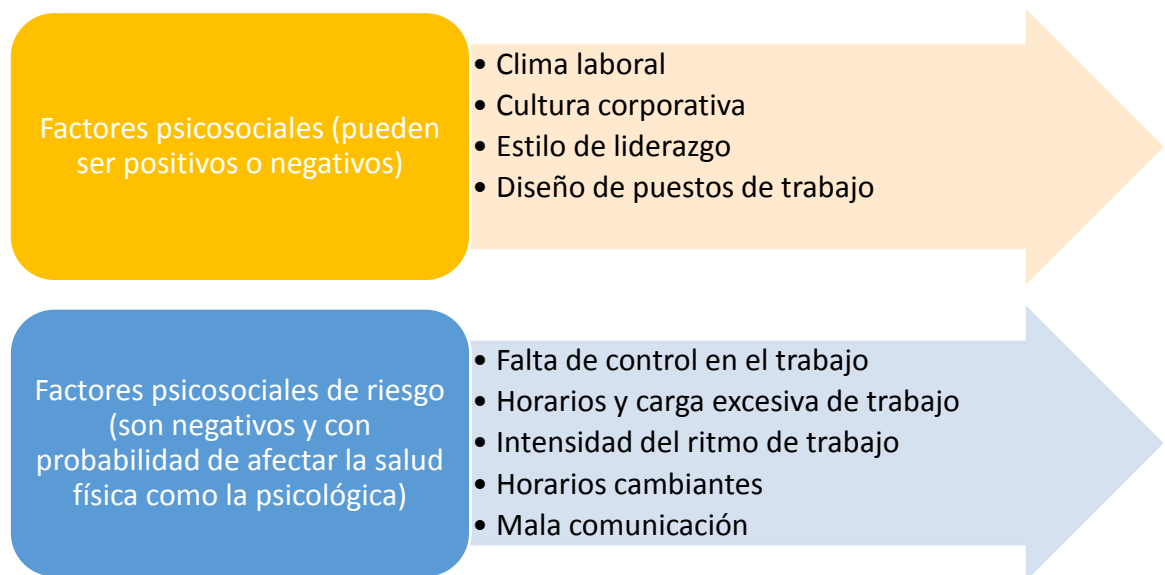 Factores psicosociales (pueden
ser positivos o negativos)
• Clima laboral
• Cultura corporativa
• Estilo de liderazgo
• Diseño de puestos de trabajo
Factores psicosociales de riesgo
(son negativos y con
probabilidad de afectar la salud
física como la psicológica)
• Falta de control en el trabajo
• Horarios y carga excesiva de trabajo
• Intensidad del ritmo de trabajo
• Horarios cambiantes
• Mala comunicación